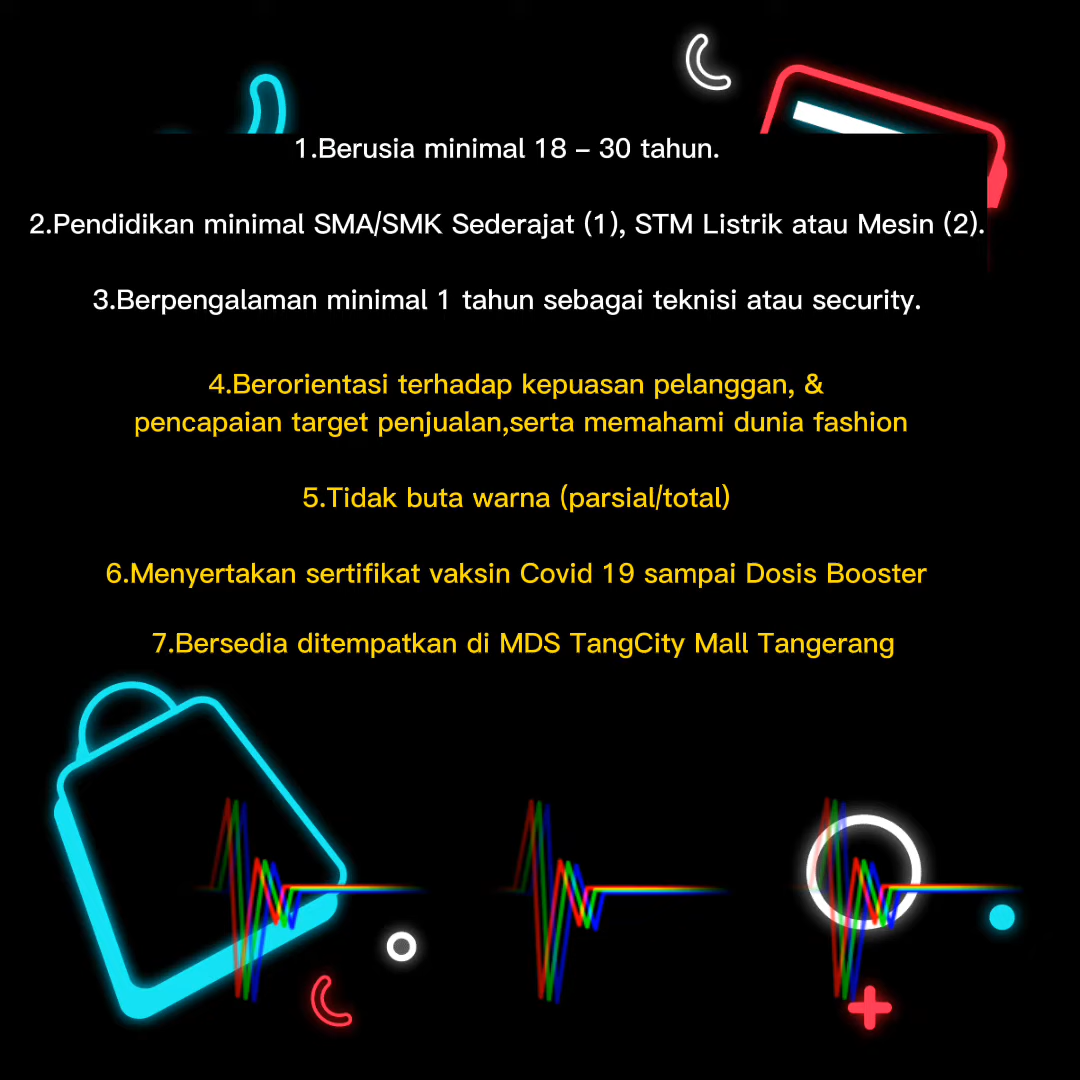 1.Berusia minimal 18 – 30 tahun.
2.Pendidikan minimal SMA/SMK Sederajat (1), STM Listrik atau Mesin (2).
3.Berpengalaman minimal 1 tahun sebagai teknisi atau security.
4.Berorientasi terhadap kepuasan pelanggan, &
pencapaian target penjualan,serta memahami dunia fashion
5.Tidak buta warna (parsial/total)
6.Menyertakan sertifikat vaksin Covid 19 sampai Dosis Booster
7.Bersedia ditempatkan di MDS TangCity Mall Tangerang